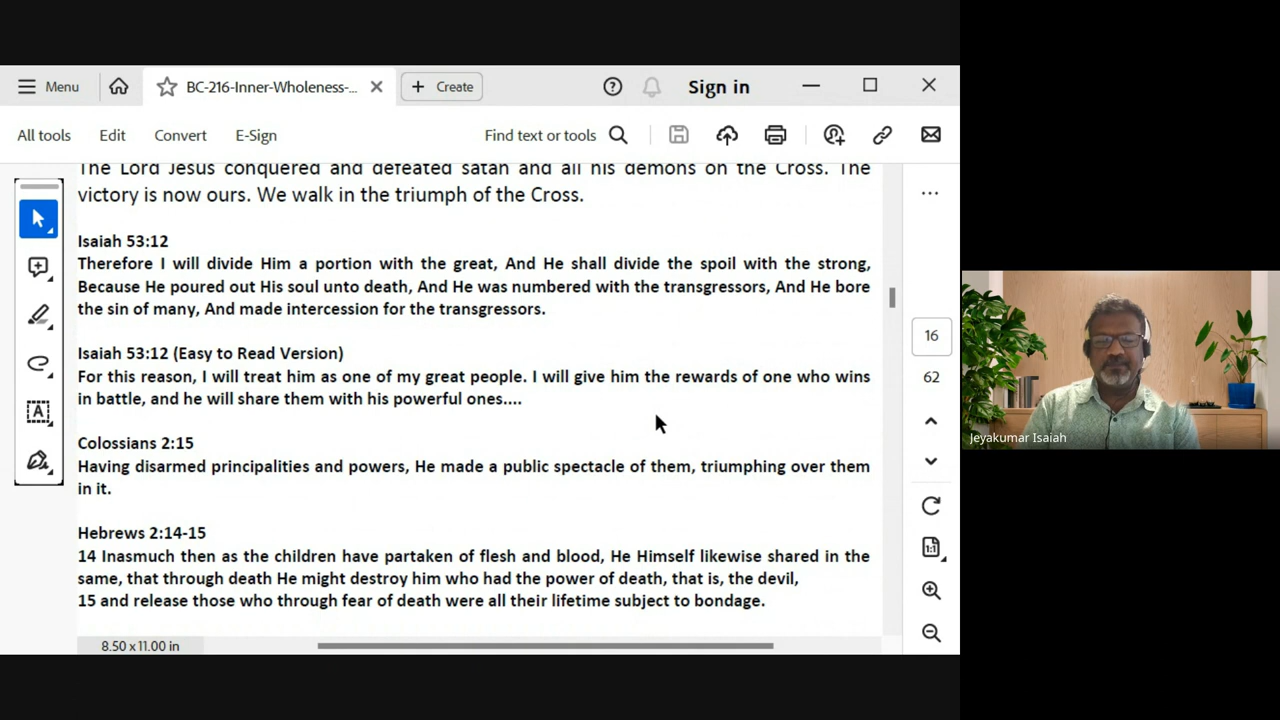 Menu
BC-216-Inner-Wholeness-...
Create
Sign in
All tools
Edit
Convert
E-Sign
Find text or tools
The Lord Jesus conquered and defeated satan and all his demons on the Cross. The
victory is now ours. We walk in the triumph of the Cross.
Isaiah 53:12
Therefore I will divide Him a portion with the great, And He shall divide the spoil with the strong,
Because He poured out His soul unto death, And He was numbered with the transgressors, And He bore
the sin of many, And made intercession for the transgressors.
Isaiah 53:12 (Easy to Read Version)
For this reason, I will treat him as one of my great people. I will give him the rewards of one who wins
in battle, and he will share them with his powerful ones....
Colossians 2:15
Having disarmed principalities and powers, He made a public spectacle of them, triumphing over them
in it.
Hebrews 2:14-15
14 Inasmuch then as the children have partaken of flesh and blood, He Himself likewise shared in the
same, that through death He might destroy him who had the power of death, that is, the devil,
15 and release those who through fear of death were all their lifetime subject to bondage.
8.50 x 11.00 in
16
62
1:1
Jeyakumar Isaiah